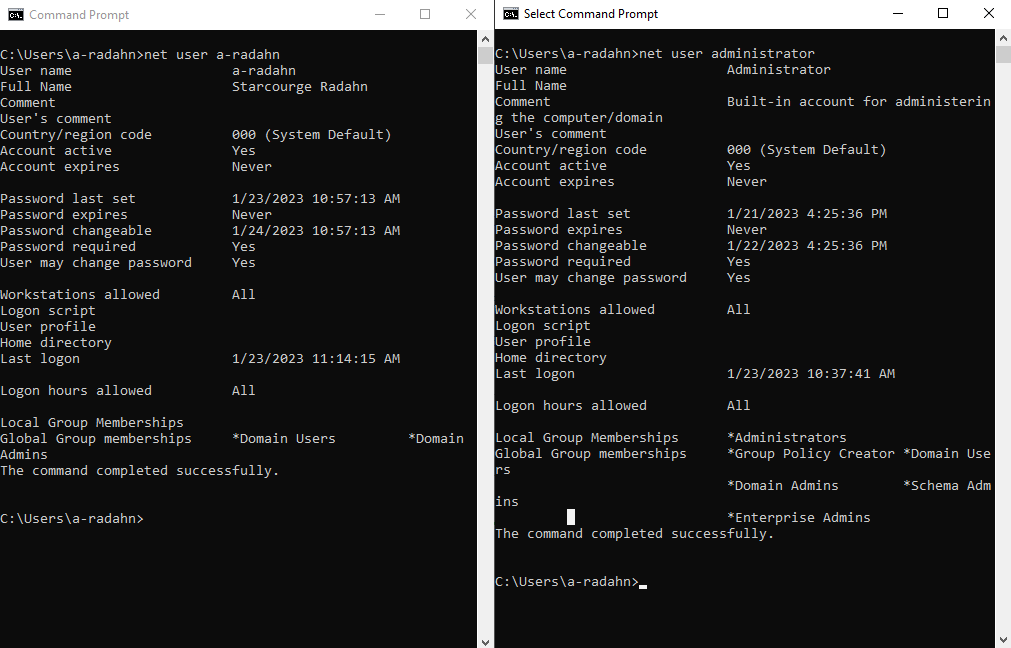 Command Prompt
C:\Users\a-radahn>net user a-radahn
User name                    a-radahn
Full Name                    Starcourge Radahn
Comment
User's comment
Country/region code          000 (System Default)
Account active               Yes
Account expires              Never
Password last set            1/23/2023 10:57:13 AM
Password expires             Never
Password changeable          1/24/2023 10:57:13 AM
Password required            Yes
User may change password     Yes
Workstations allowed         All
Logon script
User profile
Home directory
Last logon                   1/23/2023 11:14:15 AM
Logon hours allowed          All
Local Group Memberships
Global Group memberships     *Domain Users         *Domain
Admins
The command completed successfully.
C:\Users\a-radahn>
Select Command Prompt
C:\Users\a-radahn>net user administrator
User name                    Administrator
Full Name
Comment                      Built-in account for administerin
g the computer/domain
User's comment
Country/region code          000 (System Default)
Account active               Yes
Account expires              Never
Password last set            1/21/2023 4:25:36 PM
Password expires             Never
Password changeable          1/22/2023 4:25:36 PM
Password required            Yes
User may change password     Yes
Workstations allowed         All
Logon script
User profile
Home directory
Last logon                   1/23/2023 10:37:41 AM
Logon hours allowed          All
Local Group Memberships      *Administrators
Global Group memberships     *Group Policy Creator *Domain Use
rs
                             *Domain Admins        *Schema Adm
ins
                             *Enterprise Admins
The command completed successfully.
C:\Users\a-radahn>